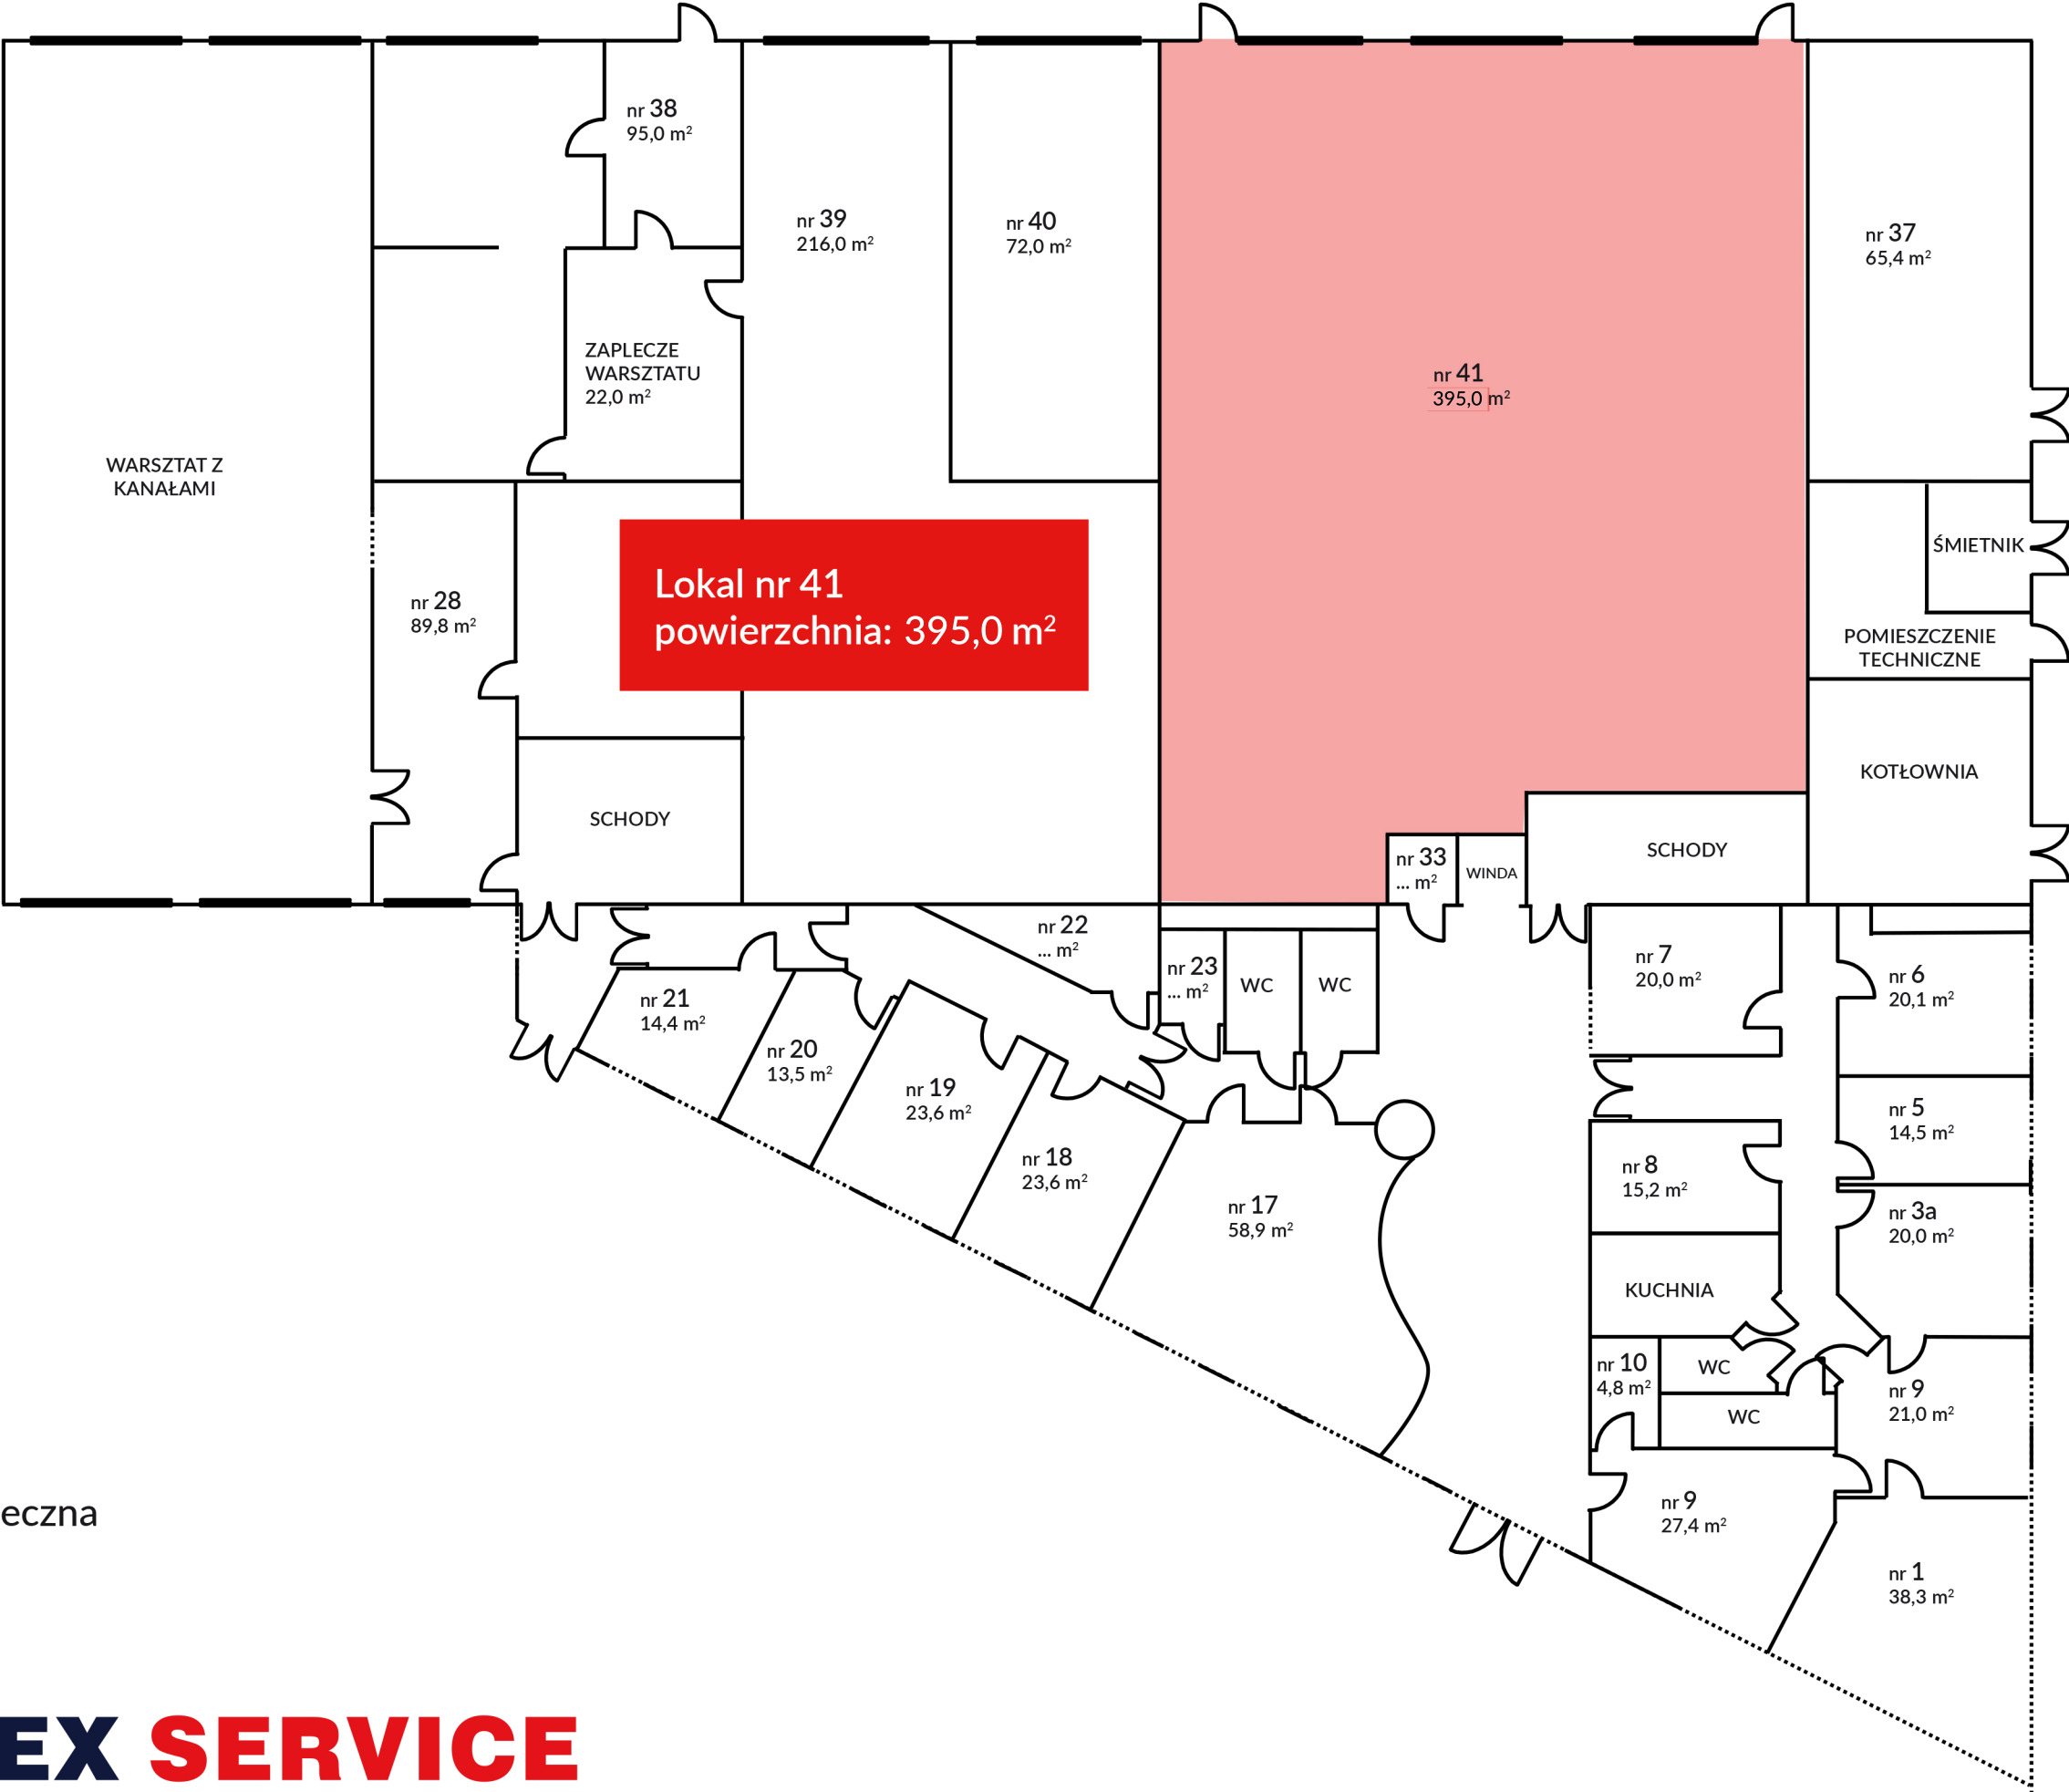 nr 38
95,0 m²
nr 39
216,0 m²
nr 40
72,0 m²
nr 37
65,4 m²
ZAPLECZE
WARSZTATU
22,0 m²
nr 41
395,0 m²
WARSZTAT Z
KANAŁAMI
ŚMIETNIK
nr 28
89,8 m²
Lokal nr 41
powierzchnia: 395,0 m²
POMIESZCZENIE
TECHNICZNE
KOTŁOWNIA
SCHODY
SCHODY
nr 33
... m²
WINDA
nr 22
... m²
nr 23
... m²
WC
WC
nr 7
20,0 m²
nr 6
20,1 m²
nr 21
14,4 m²
nr 20
13,5 m²
nr 19
23,6 m²
nr 18
23,6 m²
nr 17
58,9 m²
nr 5
14,5 m²
nr 8
15,2 m²
nr 3a
20,0 m²
KUCHNIA
nr 10
4,8 m²
WC
WC
nr 9
21,0 m²
nr 9
27,4 m²
nr 1
38,3 m²
eczna
EX SERVICE